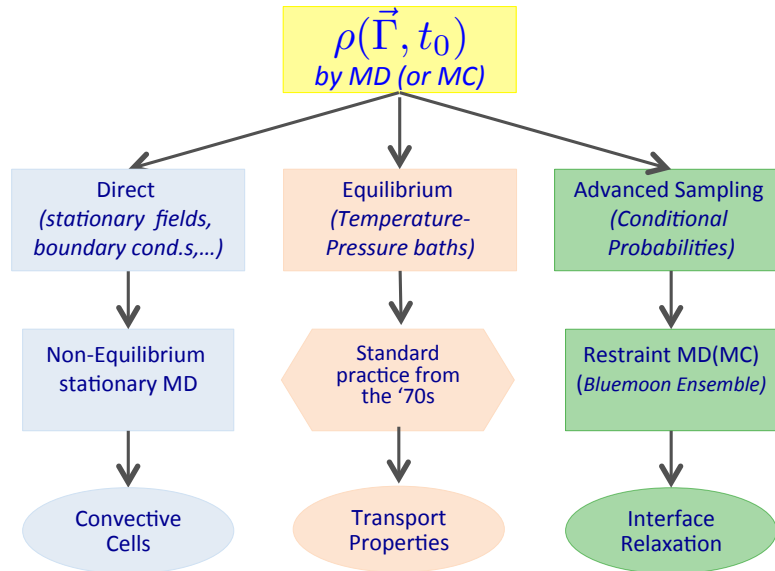 ρ(Γ⃗, t₀)
by MD (or MC)
Direct
(stationary fields,
boundary cond.s,...)
Equilibrium
(Temperature-
Pressure baths)
Advanced Sampling
(Conditional
Probabilities)
Non-Equilibrium
stationary MD
Standard
practice from
the ‘70s
Restraint MD(MC)
(Bluemoon Ensemble)
Convective
Cells
Transport
Properties
Interface
Relaxation